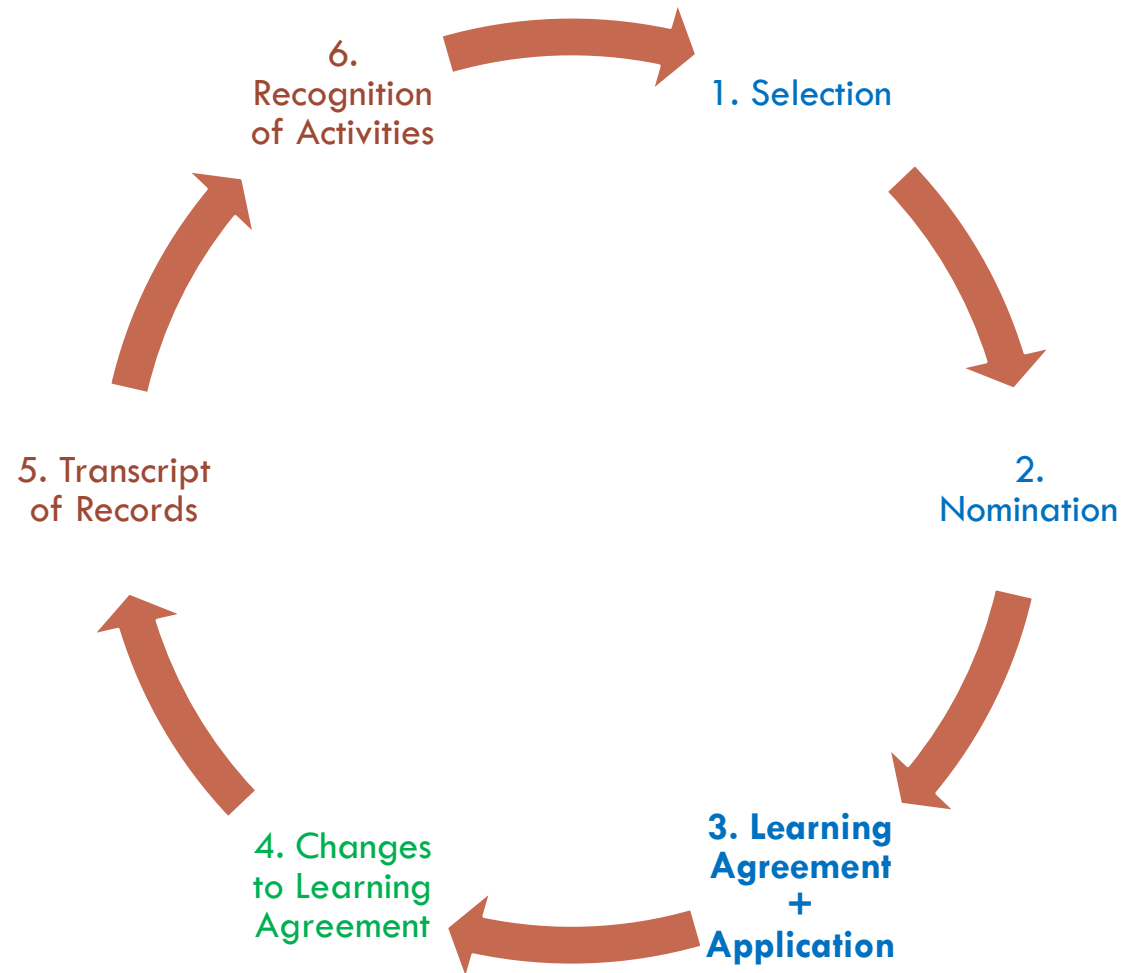 1. Selection
2.
Nomination
3. Learning
Agreement
+
Application
4. Changes
to Learning
Agreement
5. Transcript
of Records
6.
Recognition
of Activities